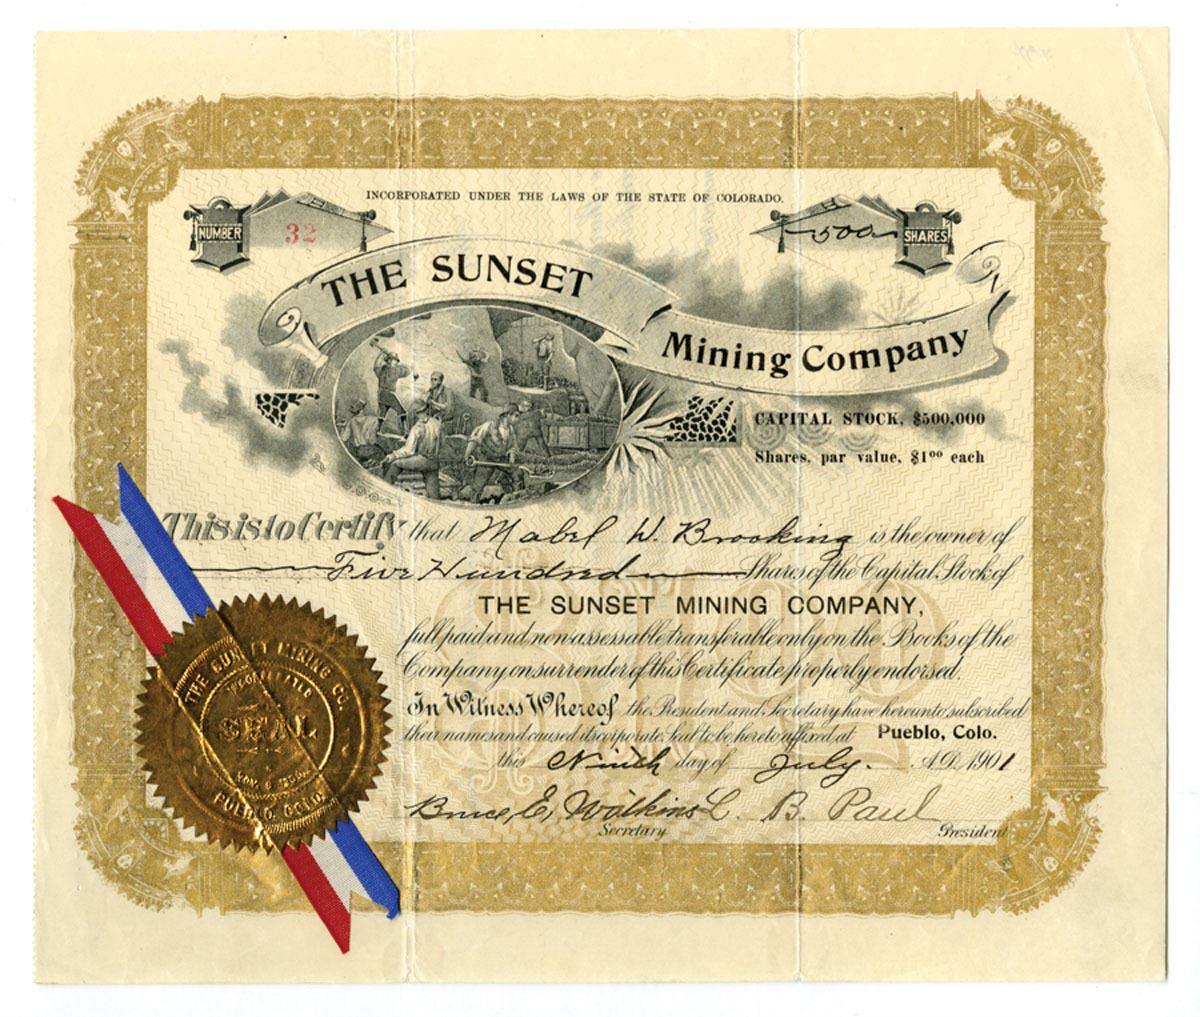 INCORPORATED UNDER THE LAWS OF THE STATE OF COLORADO.
NUMBER 32
500 SHARES
THE SUNSET
Mining Company
CAPITAL STOCK, $500,000
Shares, par value, $1⁰⁰ each
This is to Certify that Mabel W. Brooking is the owner of
Five Hundred Shares of the Capital Stock of
THE SUNSET MINING COMPANY,
full paid and non-assessable transferable only on the Books of the
Company on surrender of this Certificate properly endorsed.
In Witness Whereof the President and Secretary have hereunto subscribed
their names and caused its corporate Seal to be hereto affixed at Pueblo, Colo.
this Ninth day of July. A.D. 1901
Bruce E, Wilkins L. B. Paul
Secretary President
THE SUNSET MINING CO.
INCORPORATED
SEAL
PUEBLO, COLO.